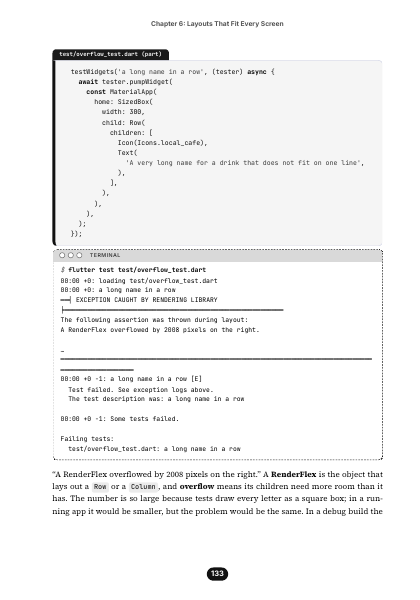 Chapter 6: Layouts That Fit Every Screen
test/overflow_test.dart (part)
testWidgets('a long name in a row', (tester) async {
  await tester.pumpWidget(
    const MaterialApp(
      home: SizedBox(
        width: 300,
        child: Row(
          children: [
            Icon(Icons.local_cafe),
            Text(
              'A very long name for a drink that does not fit on one line',
            ),
          ],
        ),
      ),
    ),
  );
});
TERMINAL
$ flutter test test/overflow_test.dart
00:00 +0: loading test/overflow_test.dart
00:00 +0: a long name in a row
══╡ EXCEPTION CAUGHT BY RENDERING LIBRARY
╞═════════════════════════════════════════════════════
The following assertion was thrown during layout:
A RenderFlex overflowed by 2008 pixels on the right.
…
00:00 +0 -1: a long name in a row [E]
  Test failed. See exception logs above.
  The test description was: a long name in a row
00:00 +0 -1: Some tests failed.
Failing tests:
  test/overflow_test.dart: a long name in a row
“A RenderFlex overflowed by 2008 pixels on the right.” A RenderFlex is the object that
lays out a Row or a Column, and overflow means its children need more room than it
has. The number is so large because tests draw every letter as a square box; in a run-
ning app it would be smaller, but the problem would be the same. In a debug build the
133